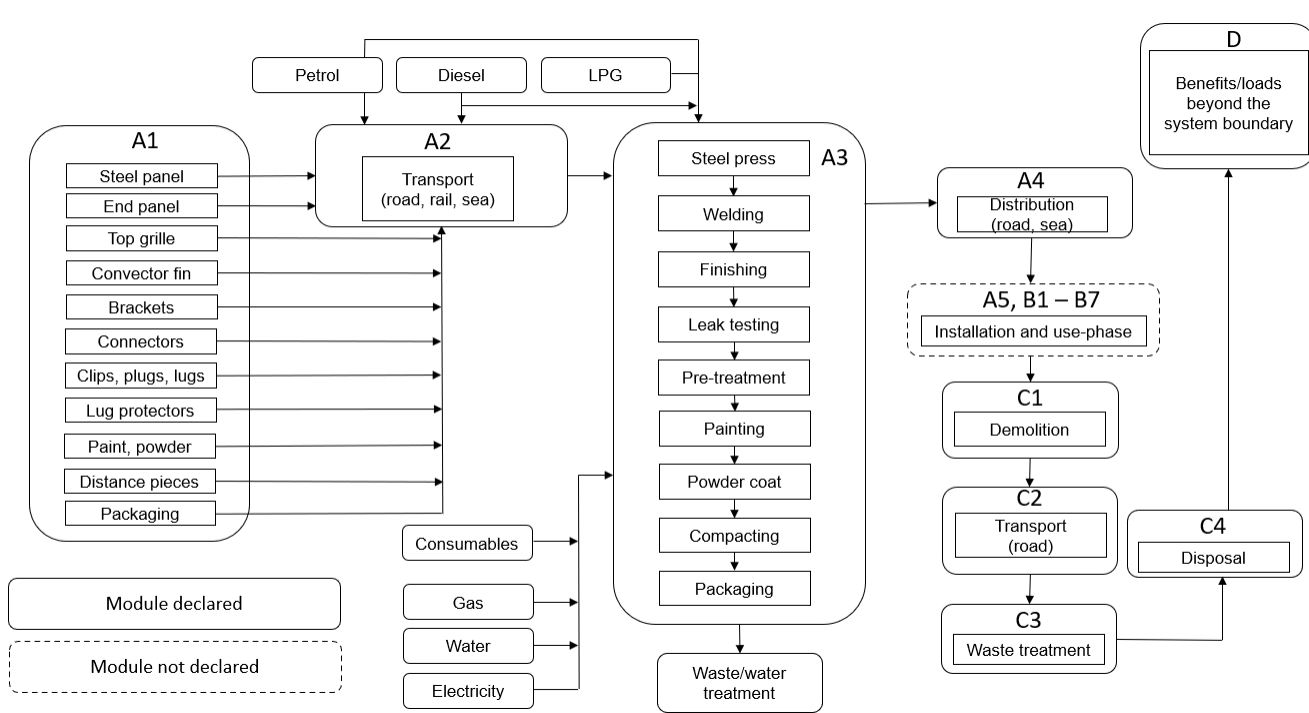 Petrol
Diesel
LPG
A1
Steel panel
End panel
Top grille
Convector fin
Brackets
Connectors
Clips, plugs, lugs
Lug protectors
Paint, powder
Distance pieces
Packaging
A2
Transport
(road, rail, sea)
Consumables
Gas
Water
Electricity
A3
Steel press
Welding
Finishing
Leak testing
Pre-treatment
Painting
Powder coat
Compacting
Packaging
Waste/water
treatment
A4
Distribution
(road, sea)
A5, B1 – B7
Installation and use-phase
C1
Demolition
C2
Transport
(road)
C3
Waste treatment
C4
Disposal
D
Benefits/loads
beyond the
system boundary
Module declared
Module not declared